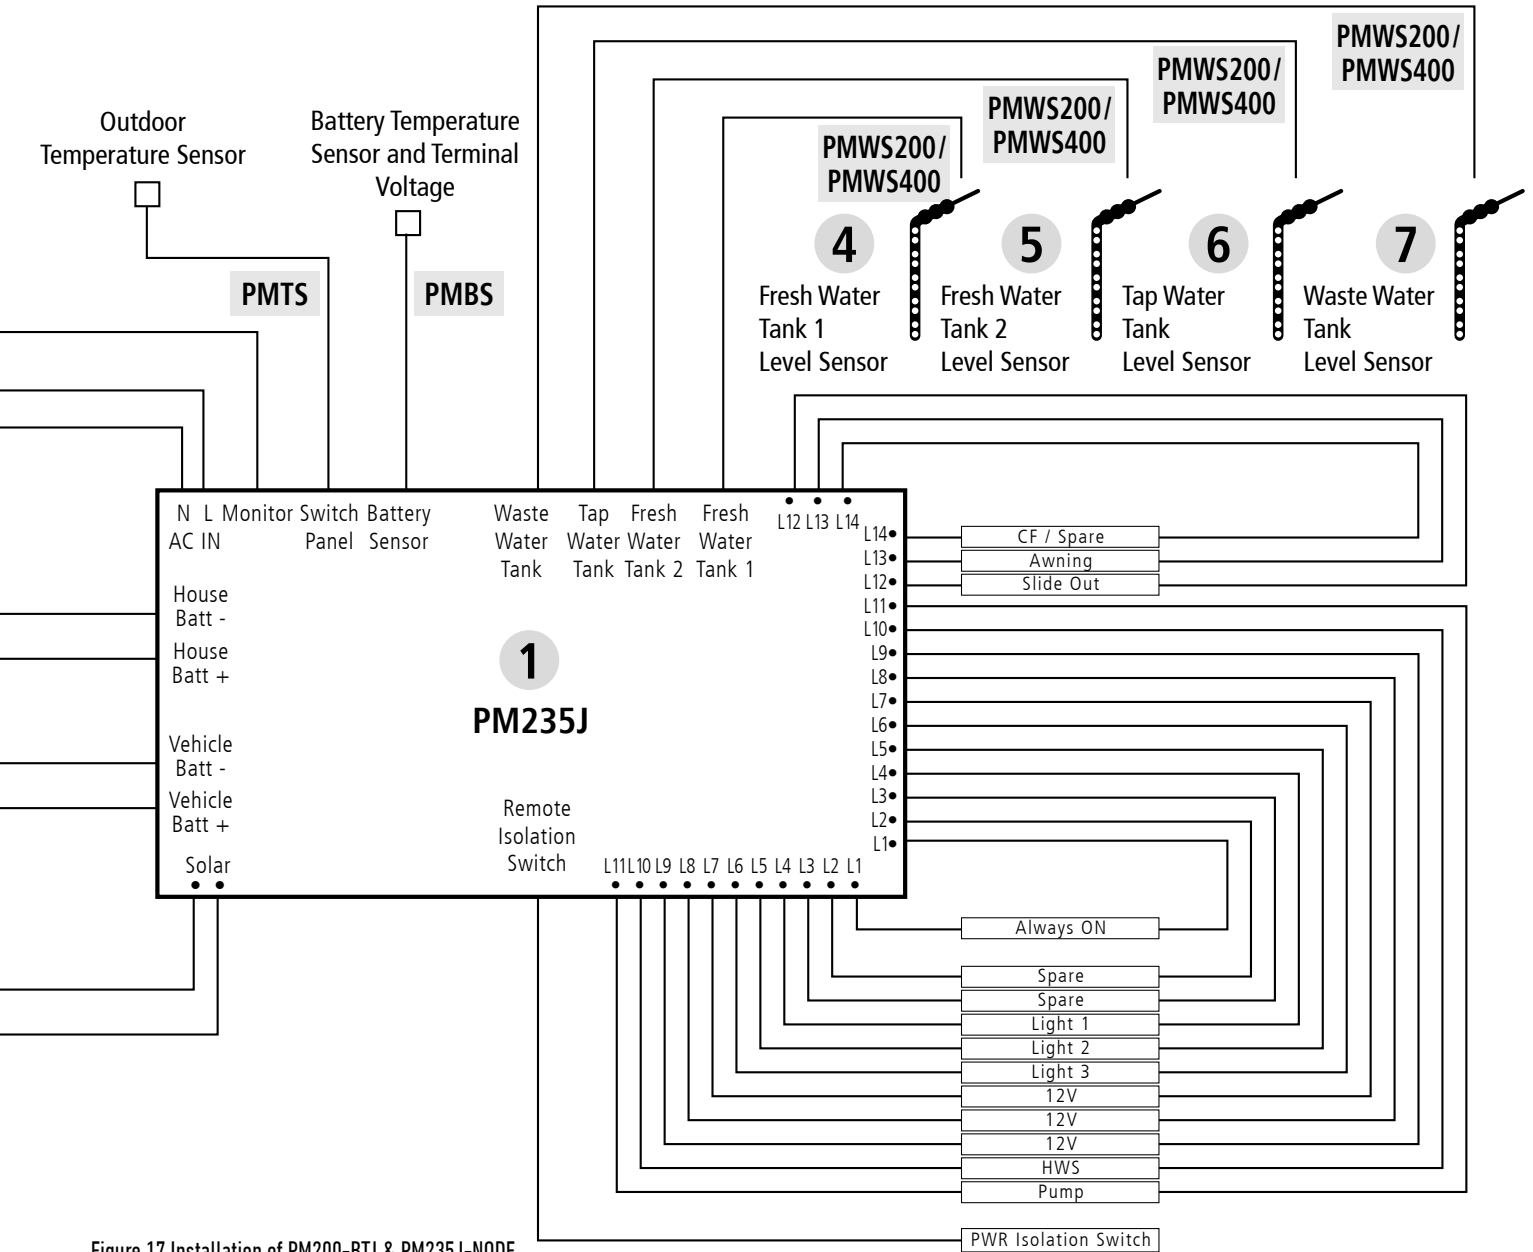 PMWS200/
PMWS400
PMWS200/
PMWS400
PMWS200/
PMWS400
PMWS200/
PMWS400
Outdoor
Temperature Sensor
Battery Temperature
Sensor and Terminal
Voltage
PMTS
PMBS
4
Fresh Water
Tank 1
Level Sensor
5
Fresh Water
Tank 2
Level Sensor
6
Tap Water
Tank
Level Sensor
7
Waste Water
Tank
Level Sensor
N L
AC IN
Monitor
Switch
Panel
Battery
Sensor
Waste
Water
Tank
Tap
Water
Tank
Fresh
Water
Tank 2
Fresh
Water
Tank 1
L12 L13 L14
L14
L13
L12
L11
L10
L9
L8
L7
L6
L5
L4
L3
L2
L1
CF / Spare
Awning
Slide Out
House
Batt -
House
Batt +
Vehicle
Batt -
Vehicle
Batt +
Solar
1
PM235J
Remote
Isolation
Switch
L11 L10 L9 L8 L7 L6 L5 L4 L3 L2 L1
Always ON
Spare
Spare
Light 1
Light 2
Light 3
12V
12V
12V
HWS
Pump
PWR Isolation Switch
Figure 17 Installation of PM200-BTJ & PM235J-NODE